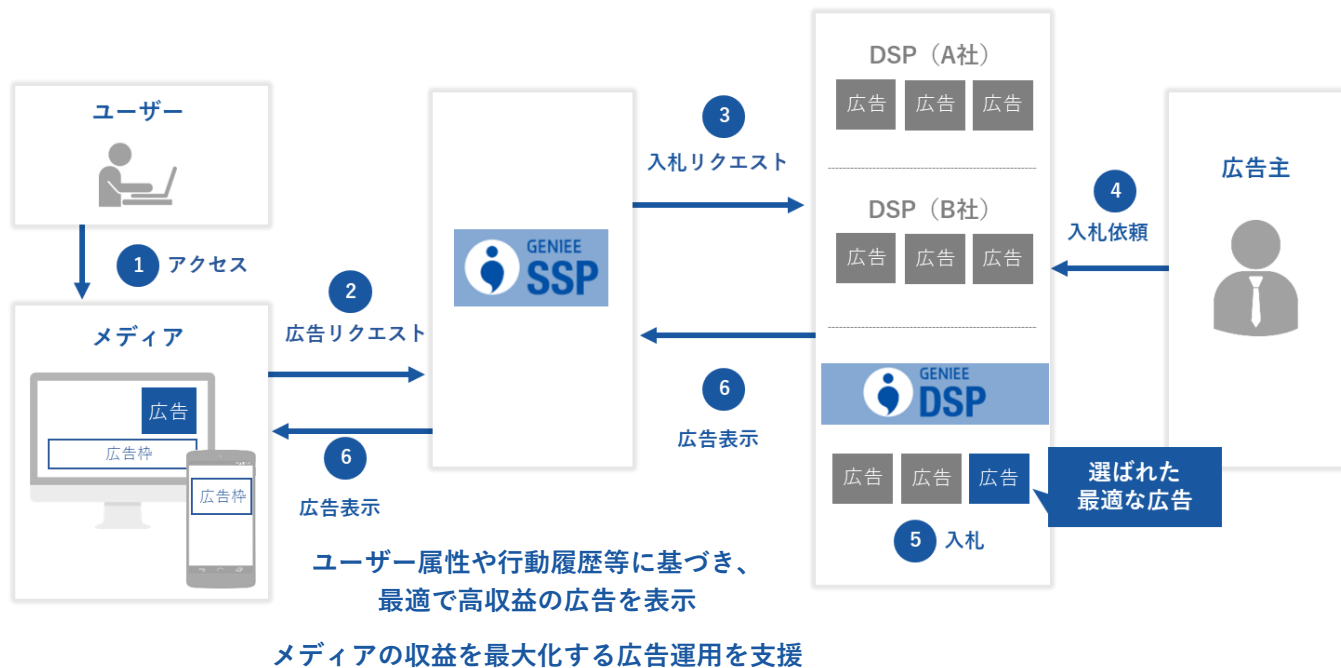 ユーザー
1 アクセス
メディア
広告
広告枠
広告枠
2
広告リクエスト
6
広告表示
GENIEE
SSP
3
入札リクエスト
6
広告表示
DSP（A社）
広告 広告 広告
DSP（B社）
広告 広告 広告
GENIEE
DSP
広告 広告 広告
5 入札
選ばれた
最適な広告
4
入札依頼
広告主
ユーザー属性や行動履歴等に基づき、
最適で高収益の広告を表示
メディアの収益を最大化する広告運用を支援